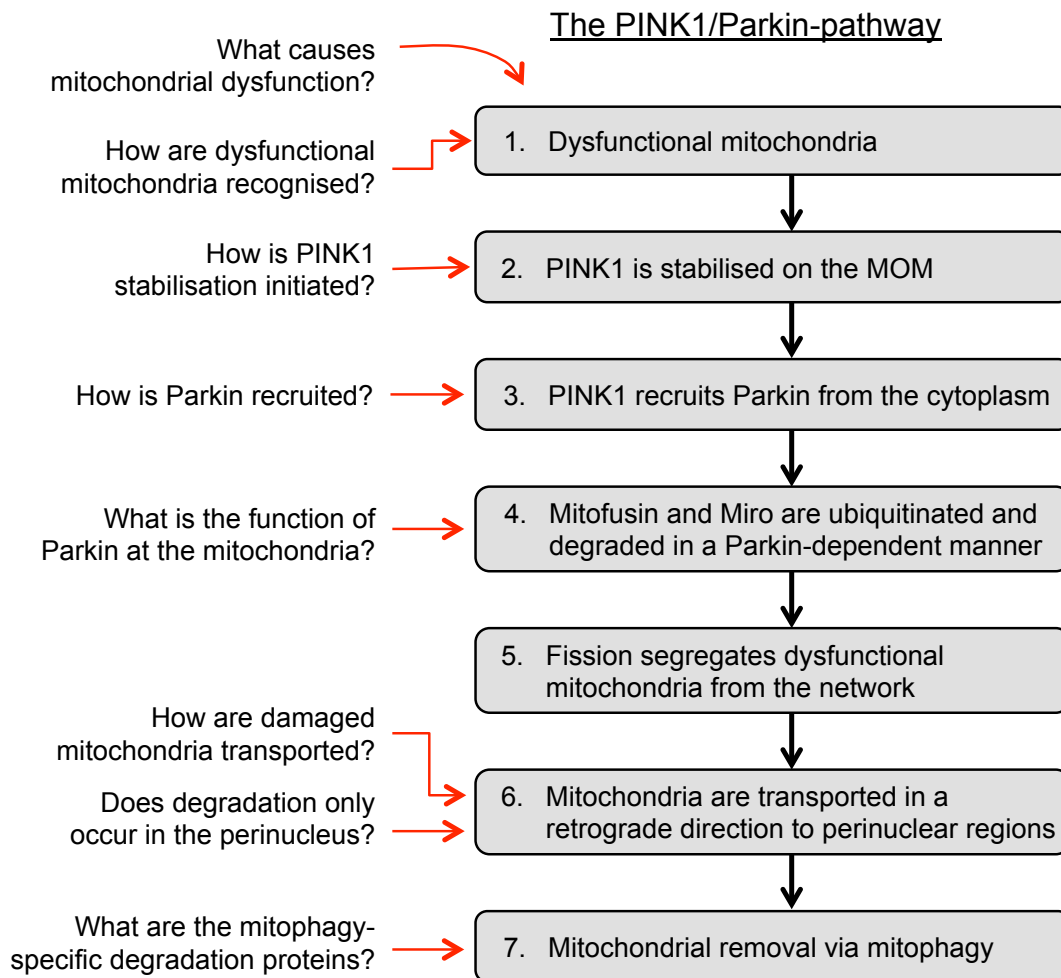 The PINK1/Parkin-pathway
What causes
mitochondrial dysfunction?
How are dysfunctional
mitochondria recognised?
1. Dysfunctional mitochondria
How is PINK1
stabilisation initiated?
2. PINK1 is stabilised on the MOM
How is Parkin recruited?
3. PINK1 recruits Parkin from the cytoplasm
What is the function of
Parkin at the mitochondria?
4. Mitofusin and Miro are ubiquitinated and
degraded in a Parkin-dependent manner
5. Fission segregates dysfunctional
mitochondria from the network
How are damaged
mitochondria transported?
Does degradation only
occur in the perinucleus?
6. Mitochondria are transported in a
retrograde direction to perinuclear regions
What are the mitophagy-
specific degradation proteins?
7. Mitochondrial removal via mitophagy